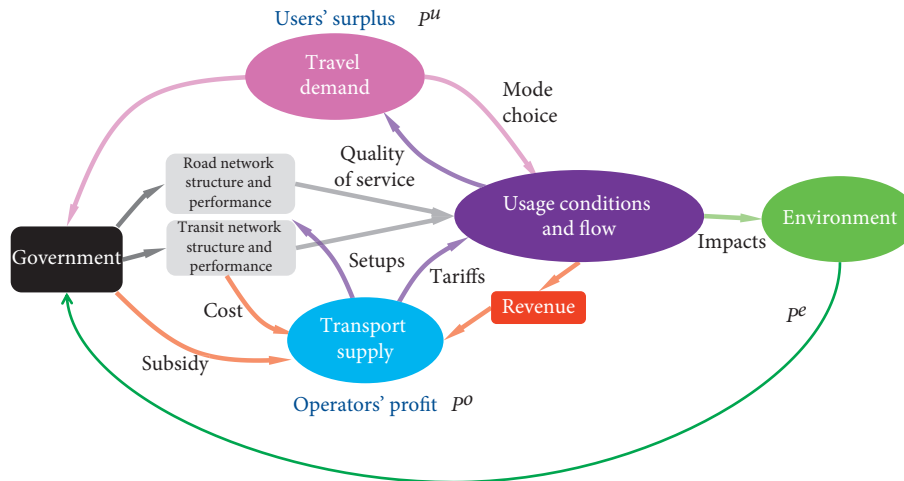 Users' surplus P^u
Travel
demand
Mode
choice
Road network
structure and
performance
Quality
of service
Usage conditions
and flow
Environment
Transit network
structure and
performance
Government
Impacts
Setups
Tariffs
Cost
Revenue
P^e
Transport
supply
Subsidy
Operators' profit P^o